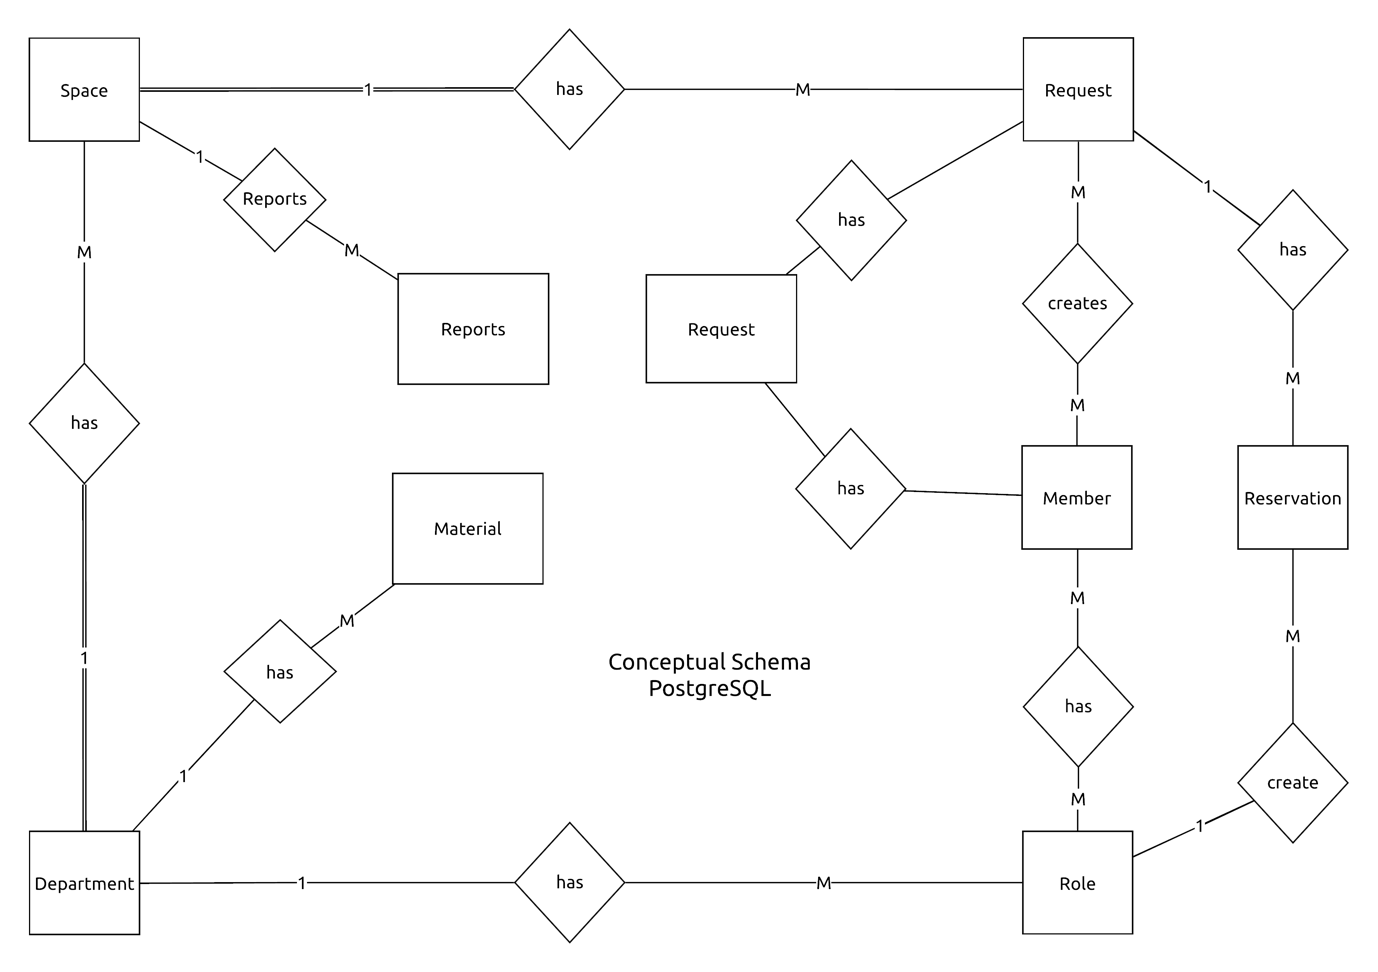 Space
1
has
M
Request
1
Reports
M
Reports
M
has
1
has
Request
M
creates
M
1
has
M
has
Member
Reservation
Material
M
has
1
Conceptual Schema
PostgreSQL
M
has
M
M
create
1
Department
1
has
M
Role